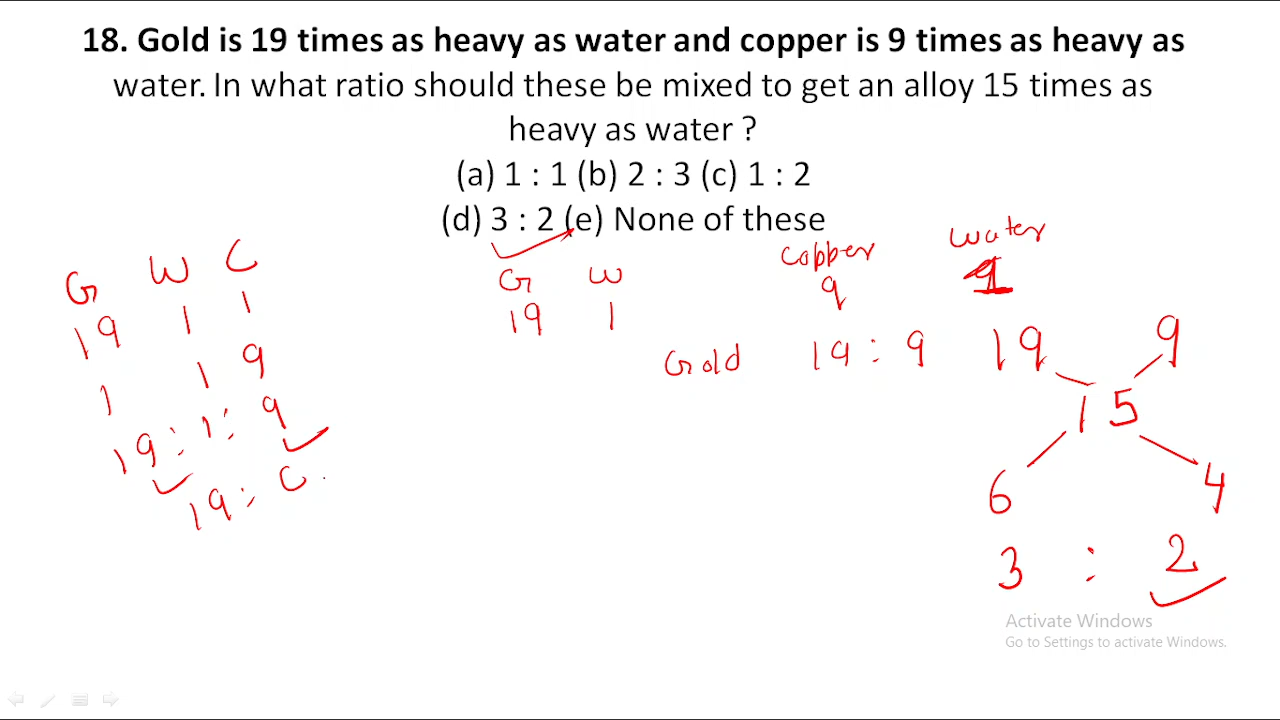 18. Gold is 19 times as heavy as water and copper is 9 times as heavy as
water. In what ratio should these be mixed to get an alloy 15 times as
heavy as water ?
(a) 1 : 1 (b) 2 : 3 (c) 1 : 2
(d) 3 : 2 (e) None of these
G W C
19 1 1
1 1 9
19 : 1 : 9
19 : C
G W
19 1
copper water
9
Gold 19 : 9
19 9
15
6 4
3 : 2
Activate Windows
Go to Settings to activate Windows.